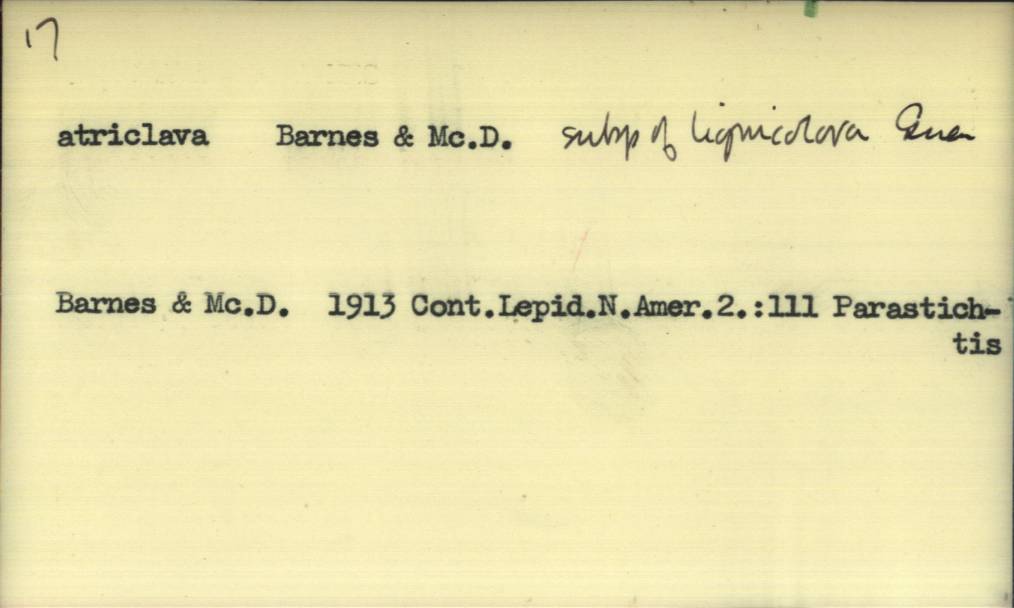 17
atriclava Barnes & Mc.D. subsp of lignicolora Guen
Barnes & Mc.D. 1913 Cont.Lepid.N.Amer.2.:111 Parastich-
tis